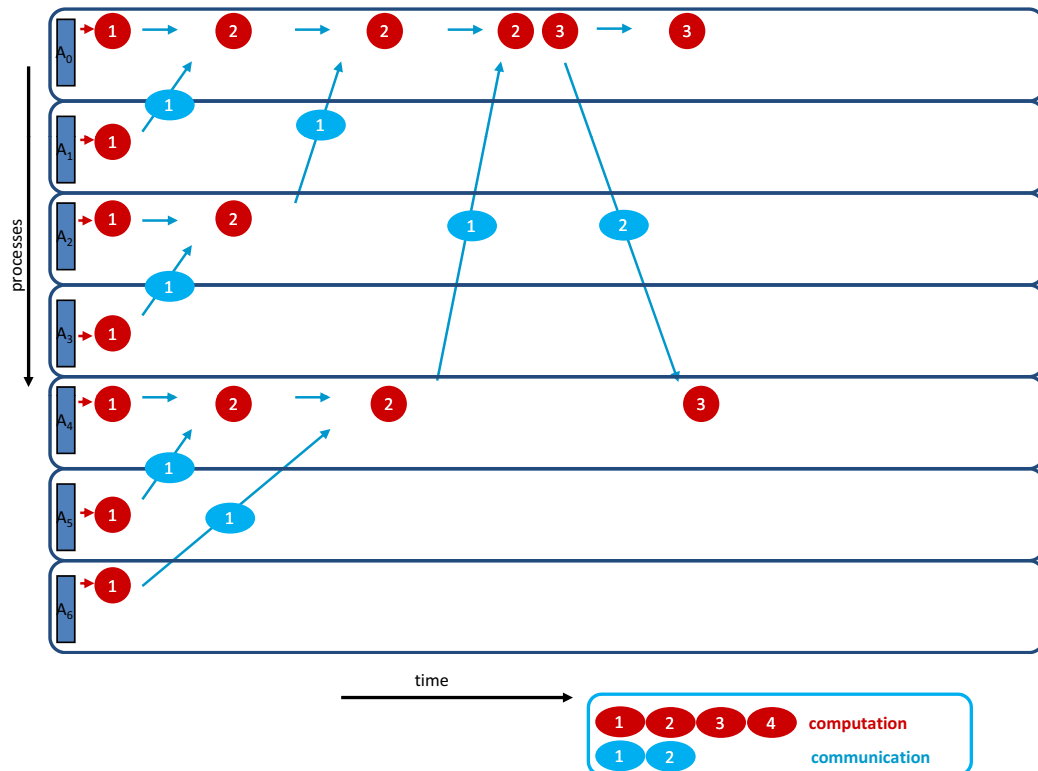 A0 1 2 2 2 3 3
1
A1 1 1
processes
A2 1 2
1 2
1
A3 1
A4 1 2 2 3
1
A5 1 1
A6 1
time
1 2 3 4 computation
1 2 communication